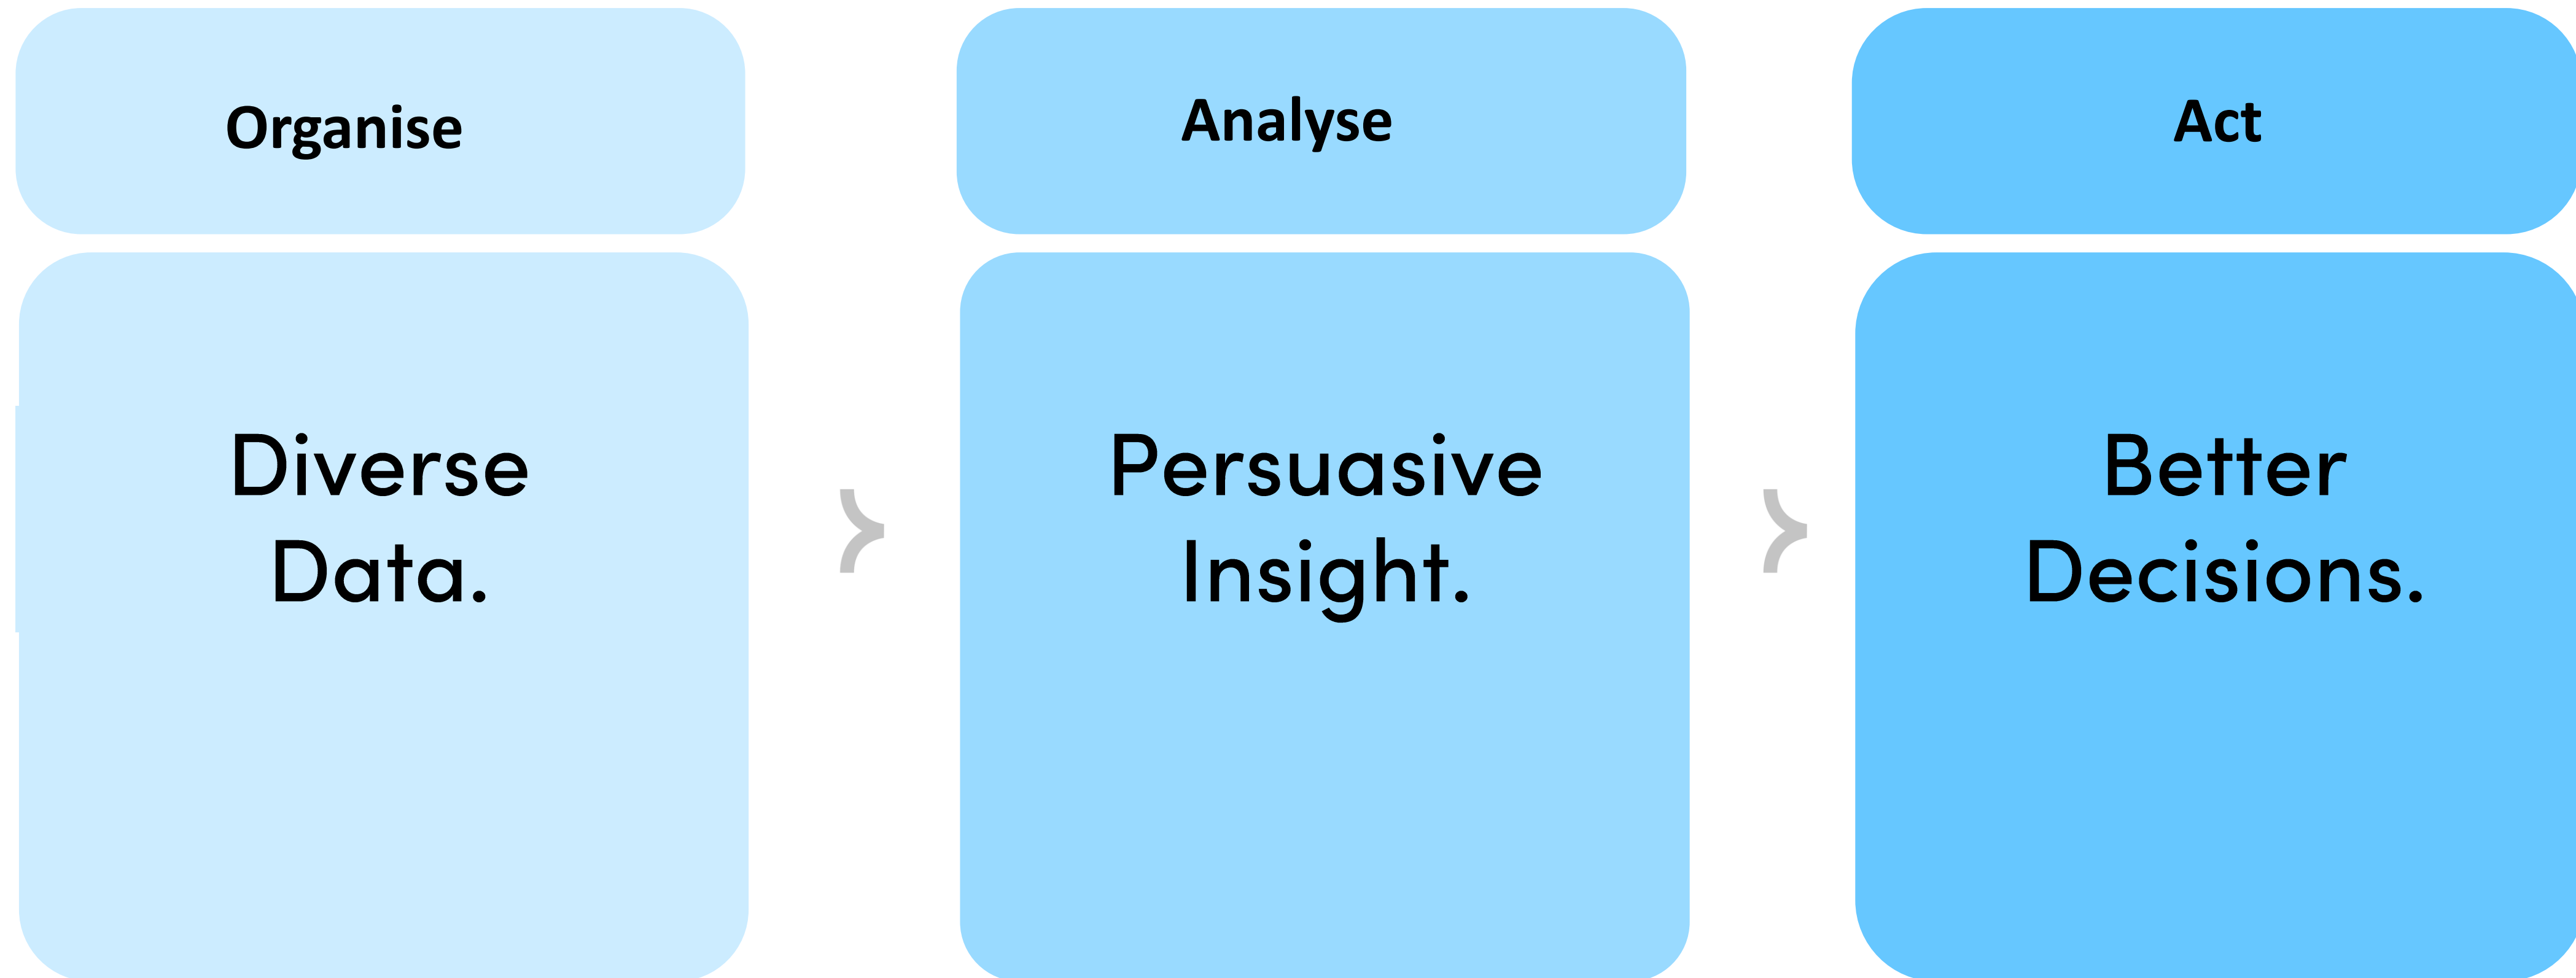 Organise
Analyse
Act
Diverse
Data.
Persuasive
Insight.
Better
Decisions.